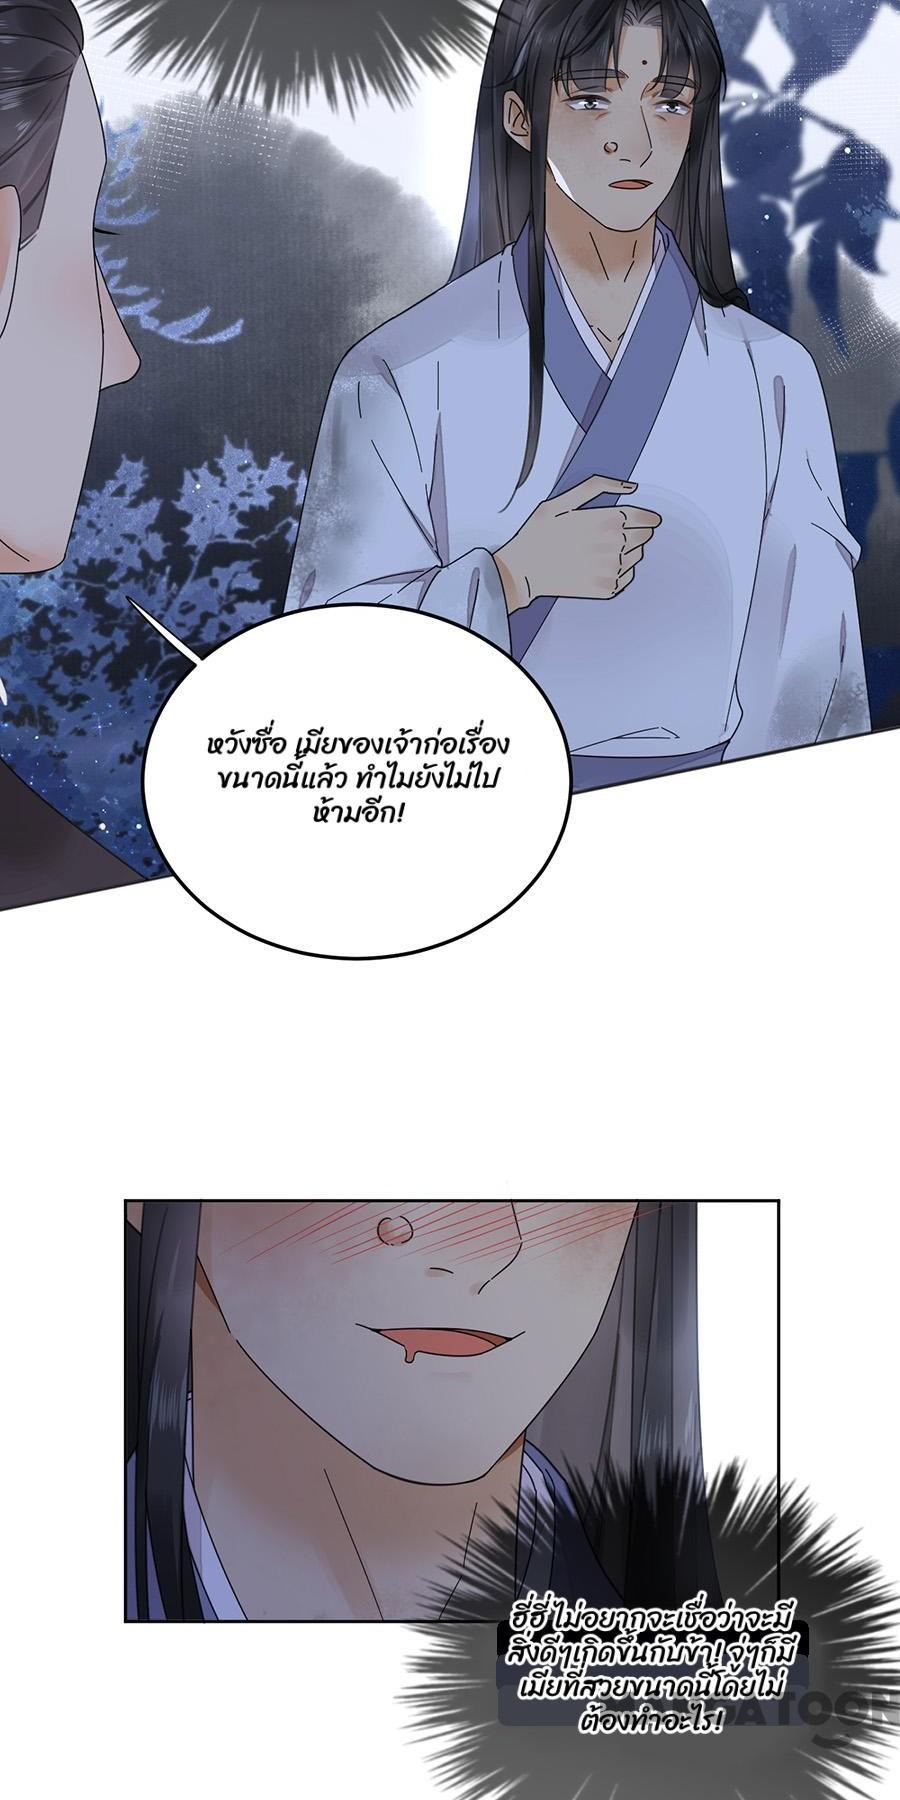 หวังซื่อ เมียของเจ้าก่อเรื่อง
ขนาดนี้แล้ว ทำไมยังไม่ไป
ห้ามอีก!
ฮี่ฮี่ ไม่อยากจะเชื่อว่าจะมี
สิ่งดีๆเกิดขึ้นกับข้า! จู่ๆก็มี
เมียที่สวยขนาดนี้โดยไม่
ต้องทำอะไร!
MANGATOON